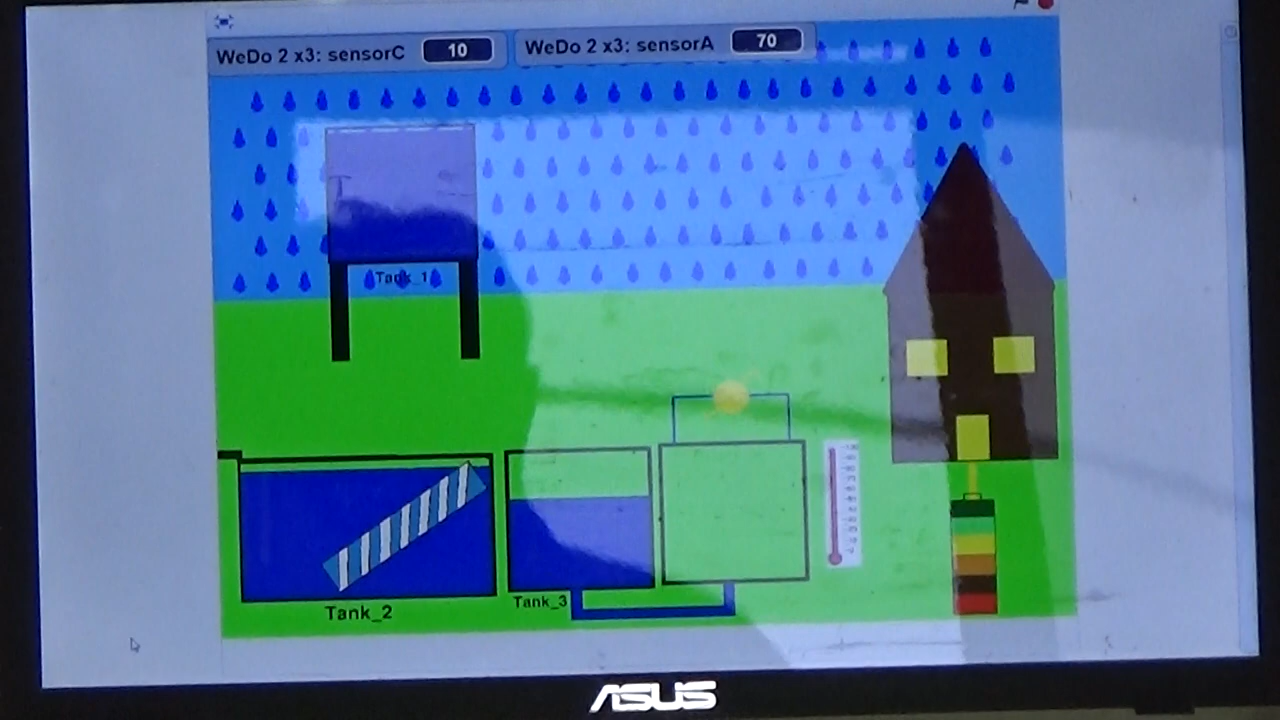 WeDo 2 x3: sensorC 10
WeDo 2 x3: sensorA 70
Tank_1
Tank_2
Tank_3
ASUS